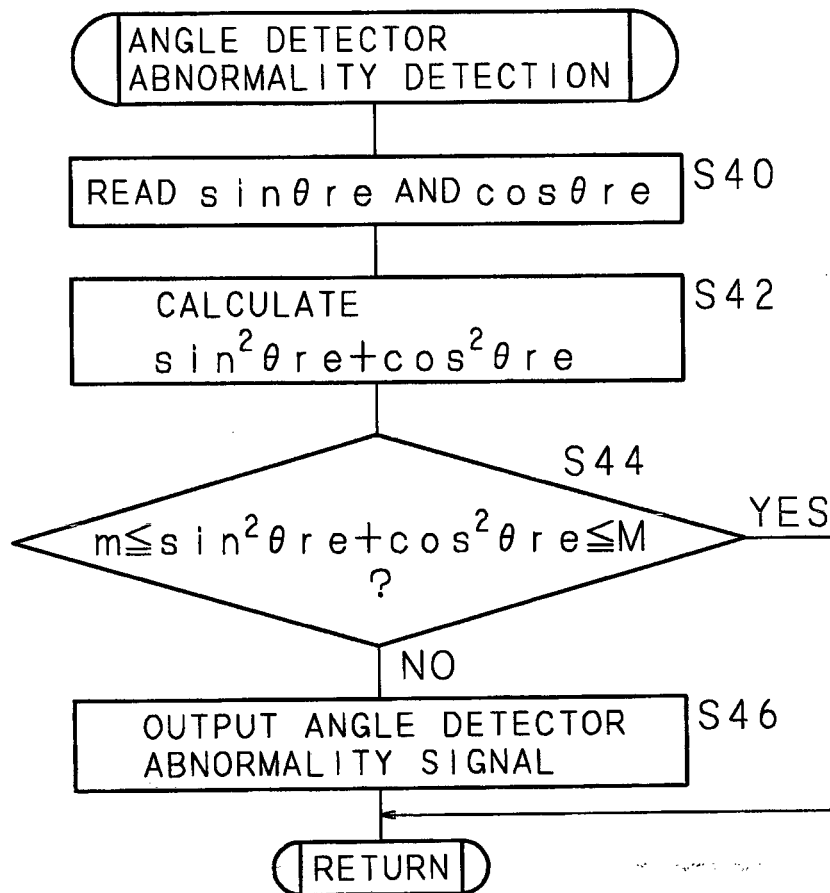 ANGLE DETECTOR
ABNORMALITY DETECTION
READ sinθre AND cosθre
S40
CALCULATE
sin²θre+cos²θre
S42
S44
m≦sin²θre+cos²θre≦M
?
YES
NO
OUTPUT ANGLE DETECTOR
ABNORMALITY SIGNAL
S46
RETURN